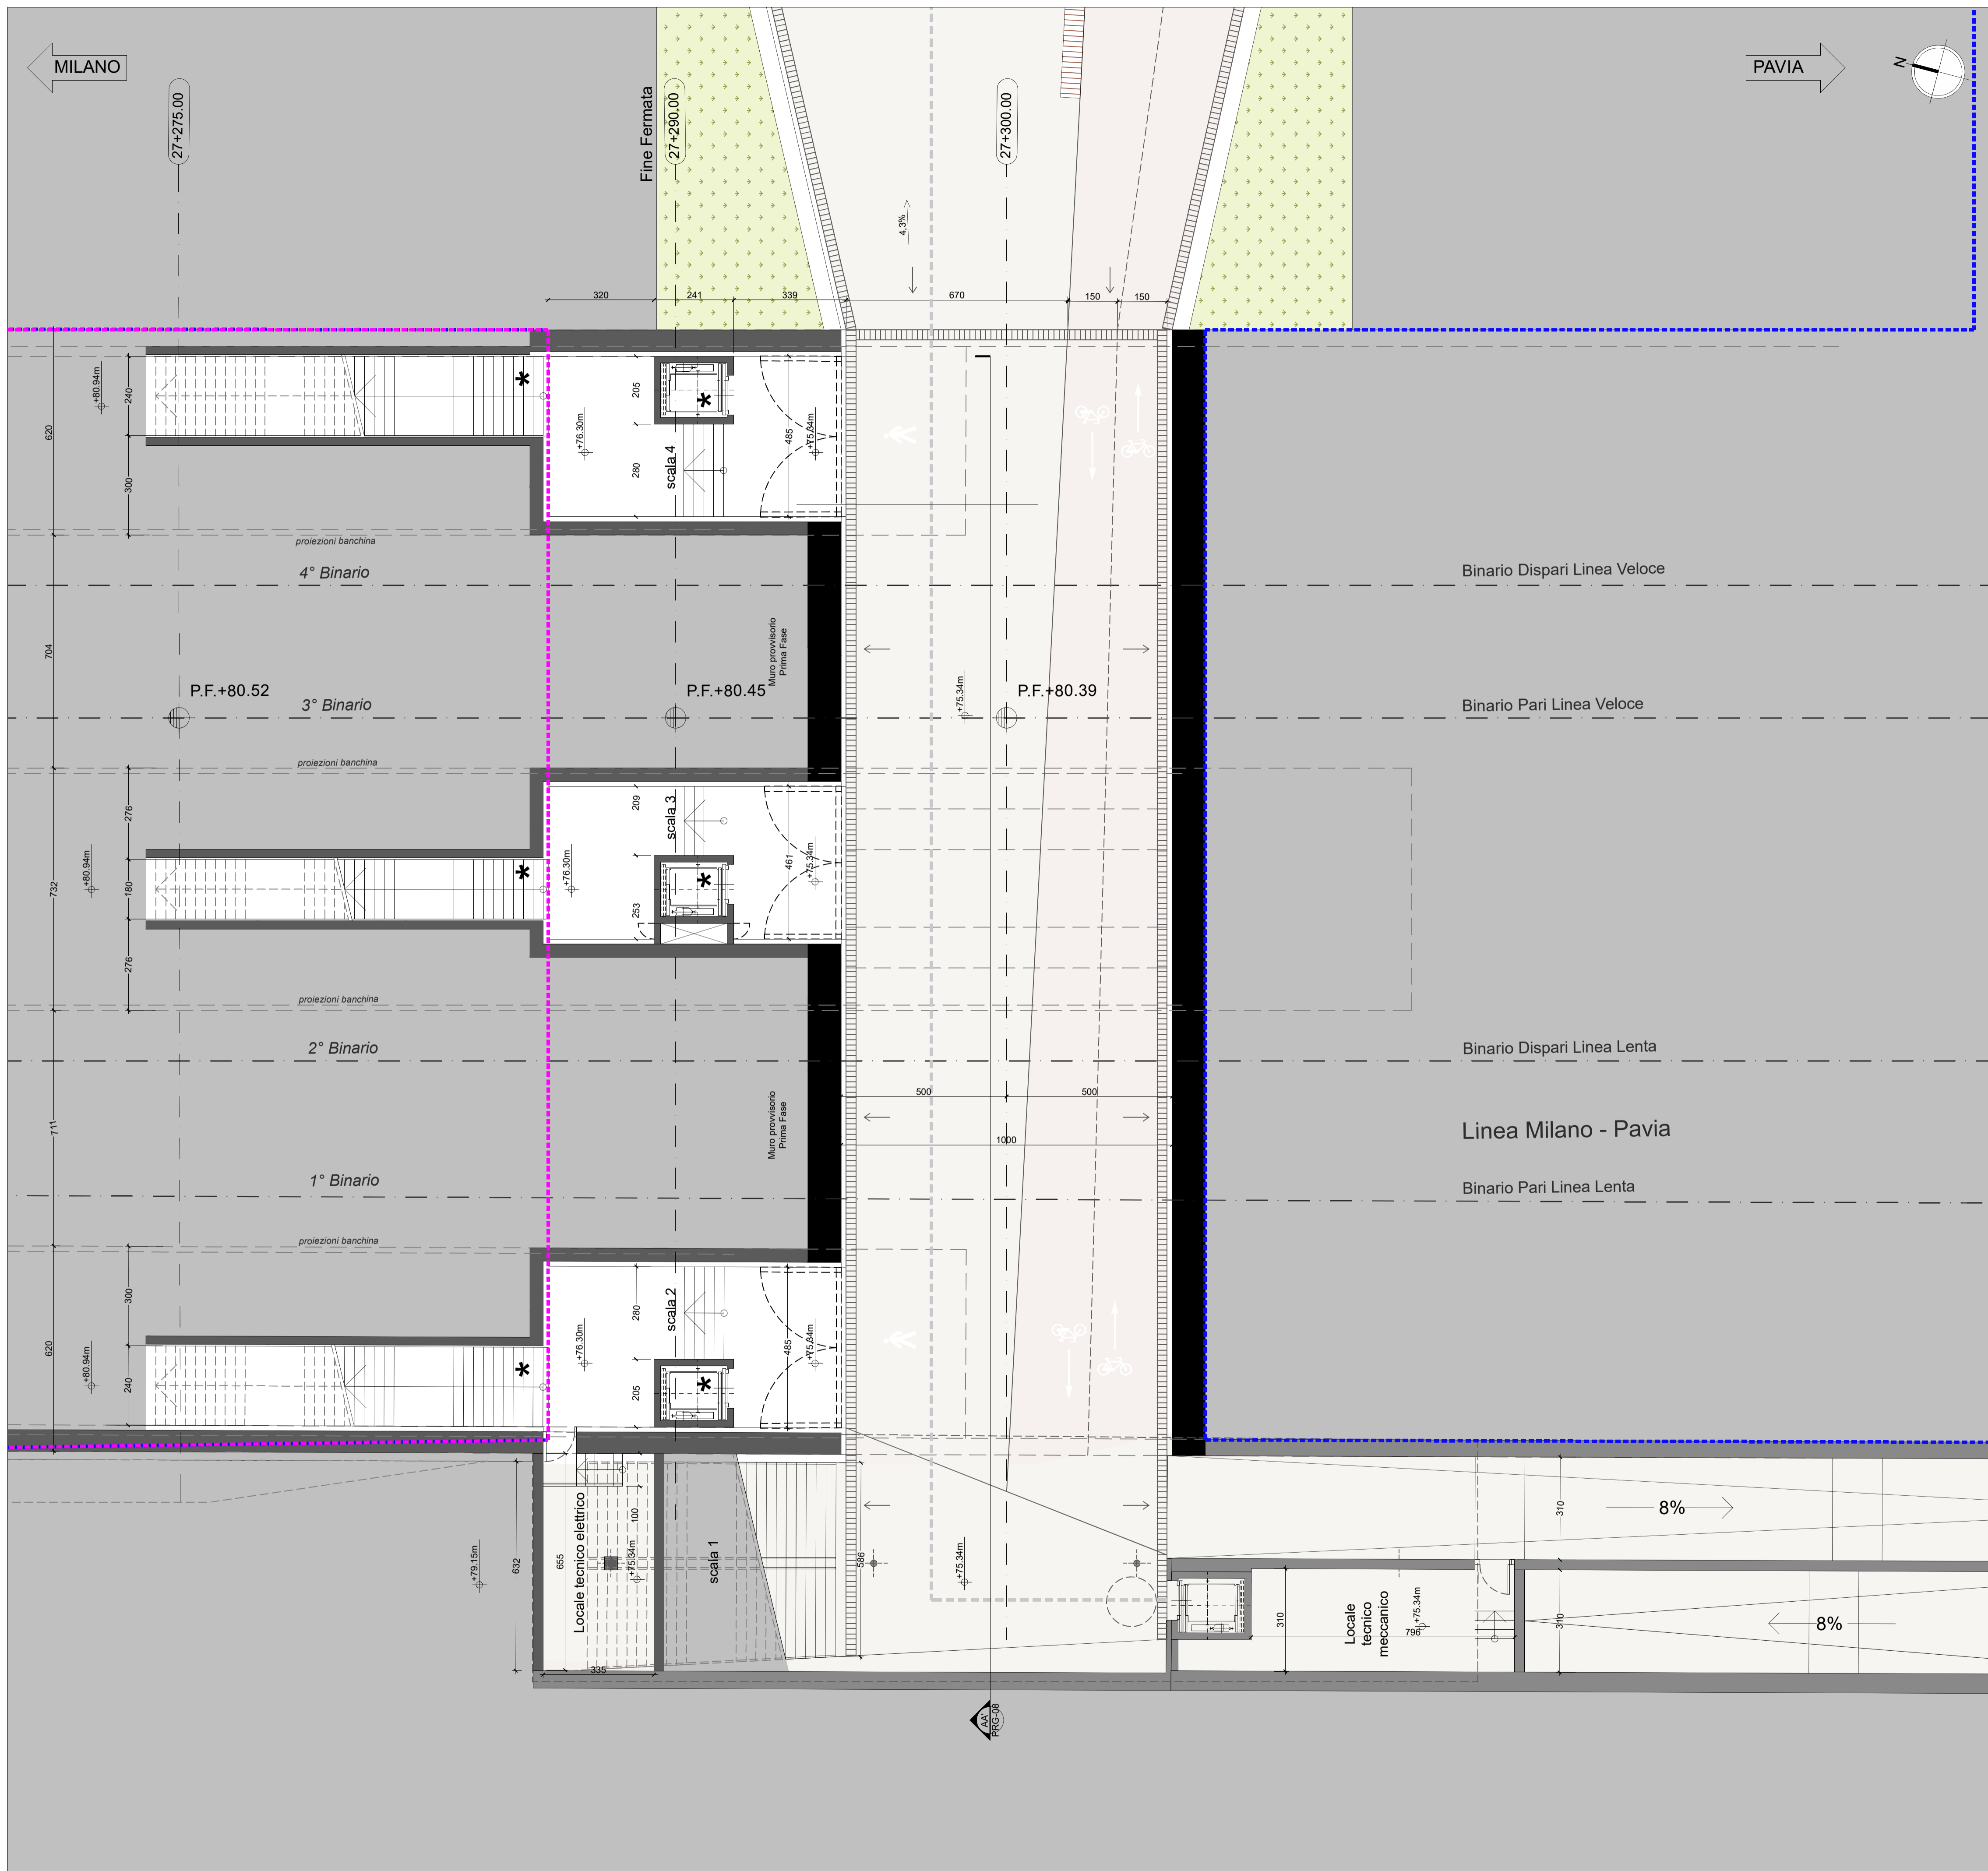 MILANO
PAVIA
N
27+275.00
Fine Fermata
27+290.00
27+300.00
4,3%
320
241
339
670
150
150
+80.94m
240
620
300
205
280
+76.30m
scala 4
485
+75.34m
*
*
proiezioni banchina
4° Binario
Binario Dispari Linea Veloce
Muro provvisorio
Prima Fase
704
P.F.+80.52
P.F.+80.45
P.F.+80.39
+75.34m
3° Binario
Binario Pari Linea Veloce
proiezioni banchina
276
209
scala 3
461
+75.34m
+80.94m
732
180
*
*
+76.30m
253
276
proiezioni banchina
2° Binario
Binario Dispari Linea Lenta
500
500
Muro provvisorio
Prima Fase
711
1000
Linea Milano - Pavia
1° Binario
Binario Pari Linea Lenta
proiezioni banchina
300
280
scala 2
+76.30m
485
+75.34m
620
+80.94m
240
*
*
205
Locale tecnico elettrico
100
310
8%
+79.15m
632
655
+75.34m
scala 1
586
+75.34m
310
Locale
tecnico
meccanico
+75.34m
796
310
8%
335
AA'
PRG-08